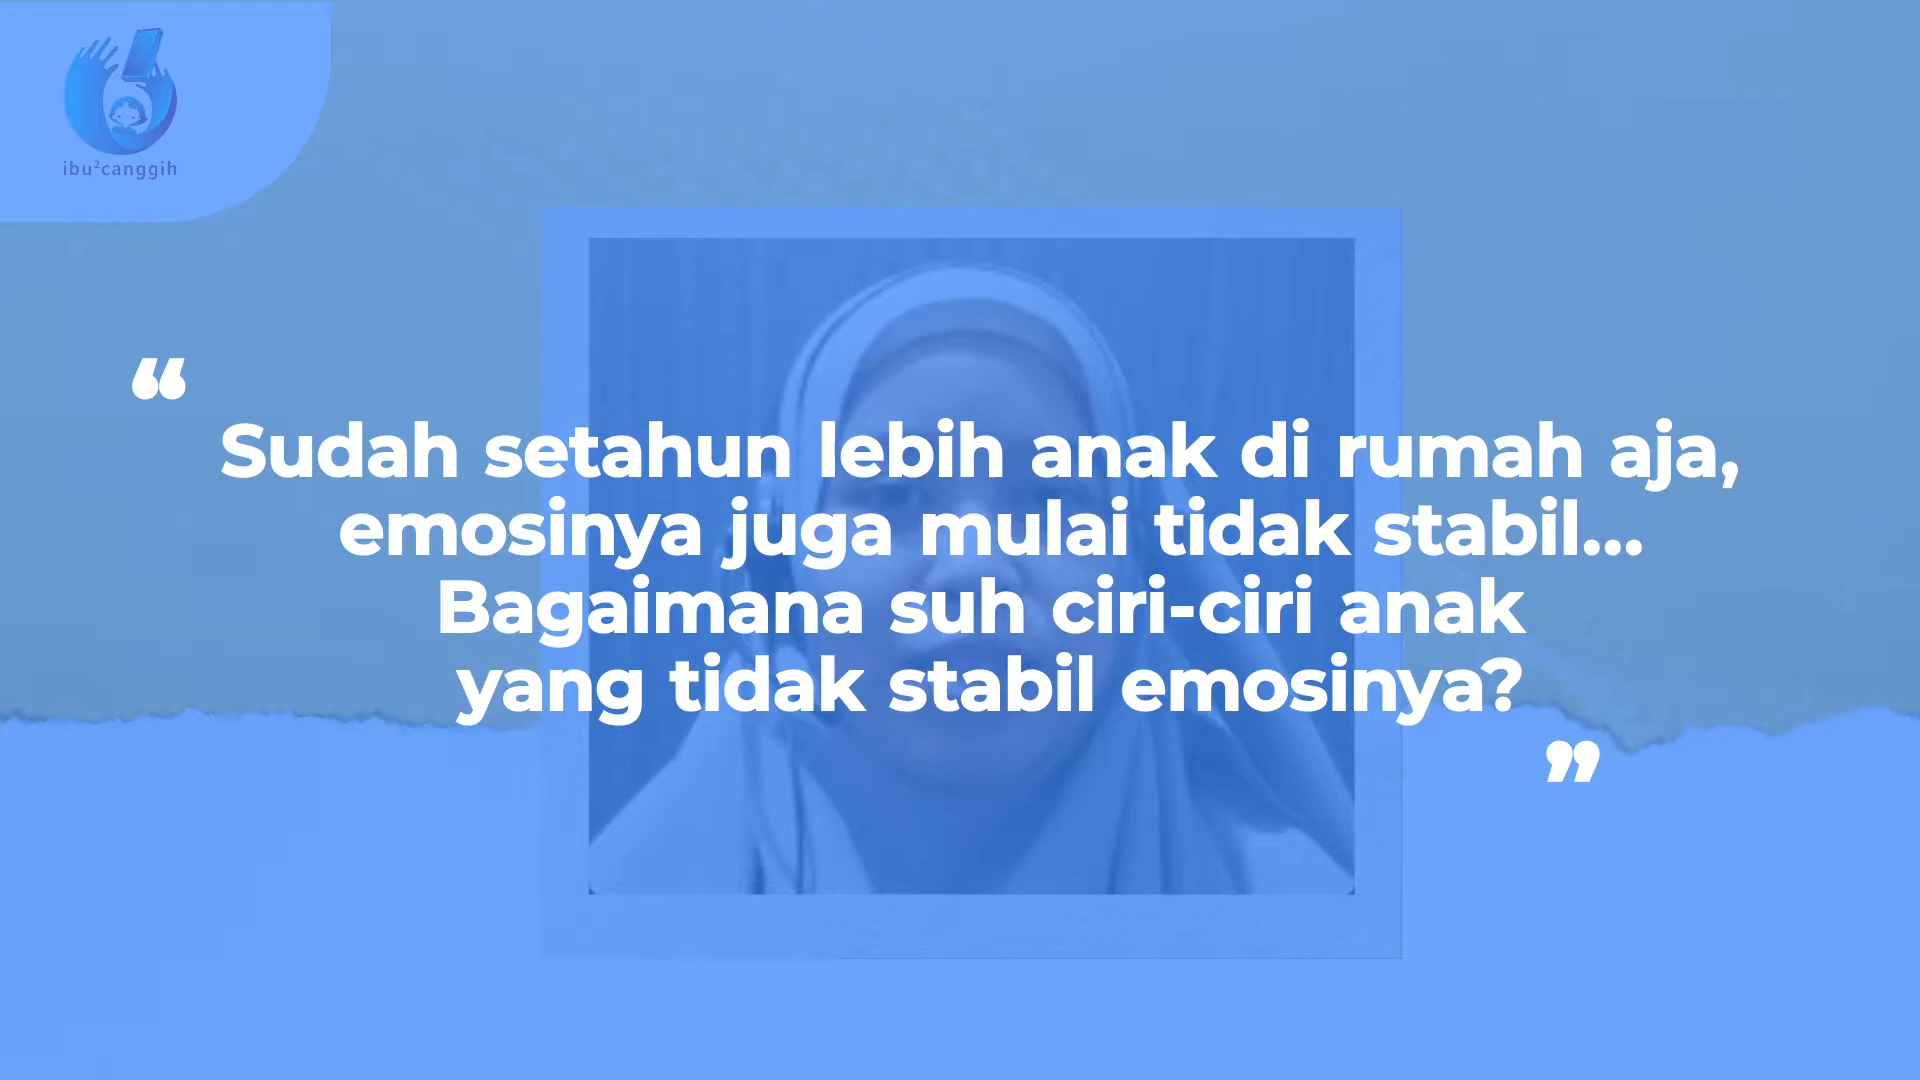 ibu²canggih
“
Sudah setahun lebih anak di rumah aja,
emosinya juga mulai tidak stabil...
Bagaimana suh ciri-ciri anak
yang tidak stabil emosinya?
”